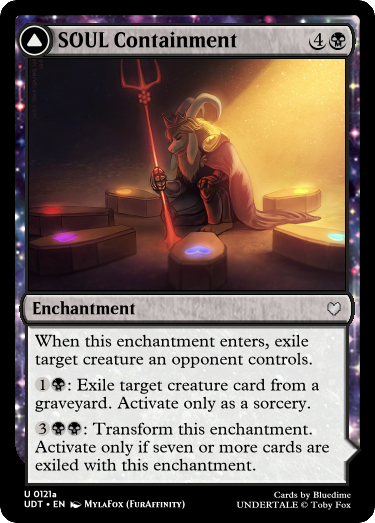 SOUL Containment 4
Enchantment
When this enchantment enters, exile
target creature an opponent controls.
1: Exile target creature card from a
graveyard. Activate only as a sorcery.
3: Transform this enchantment.
Activate only if seven or more cards are
exiled with this enchantment.
U 0121a
UDT • EN MylaFox (FurAffinity)
Cards by Bluedime
UNDERTALE © Toby Fox